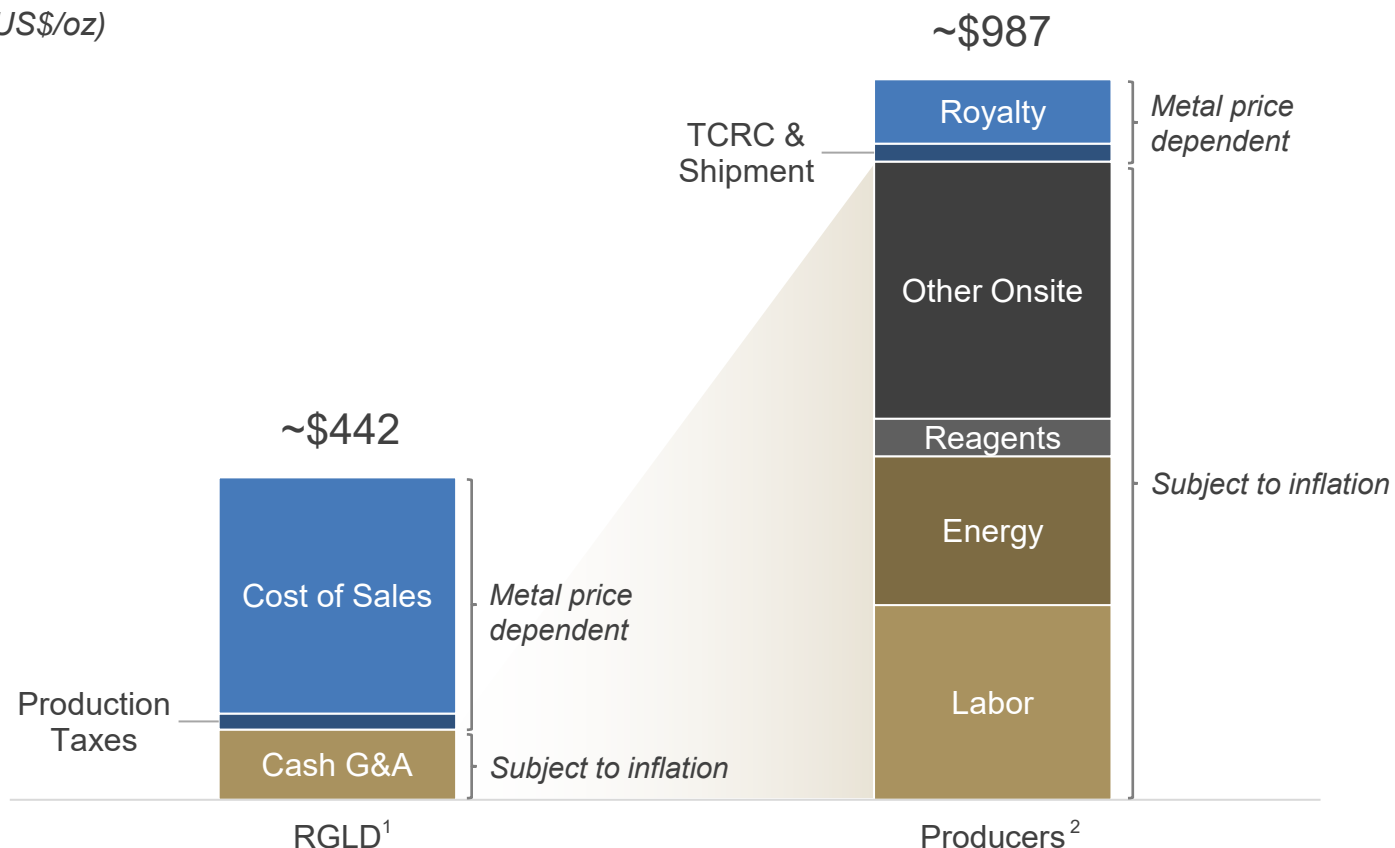 US$/oz)
~$987
Royalty
Metal price
dependent
TCRC &
Shipment
Other Onsite
Reagents
Energy
Labor
Subject to inflation
~$442
Cost of Sales
Metal price
dependent
Production
Taxes
Cash G&A
Subject to inflation
RGLD1
Producers2